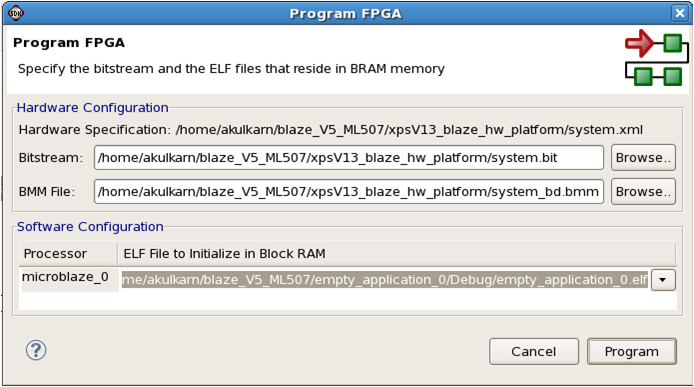 SDK
Program FPGA
Program FPGA
Specify the bitstream and the ELF files that reside in BRAM memory
Hardware Configuration
Hardware Specification: /home/akulkarn/blaze_V5_ML507/xpsV13_blaze_hw_platform/system.xml
Bitstream: /home/akulkarn/blaze_V5_ML507/xpsV13_blaze_hw_platform/system.bit Browse..
BMM File: /home/akulkarn/blaze_V5_ML507/xpsV13_blaze_hw_platform/system_bd.bmm Browse..
Software Configuration
Processor ELF File to Initialize in Block RAM
microblaze_0 me/akulkarn/blaze_V5_ML507/empty_application_0/Debug/empty_application_0.elf
? Cancel Program